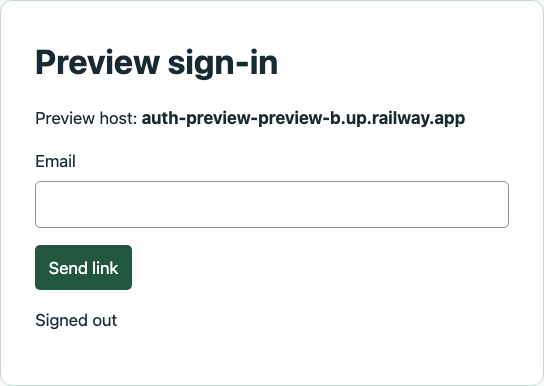 Preview sign-in
Preview host: auth-preview-preview-b.up.railway.app
Email
Send link
Signed out